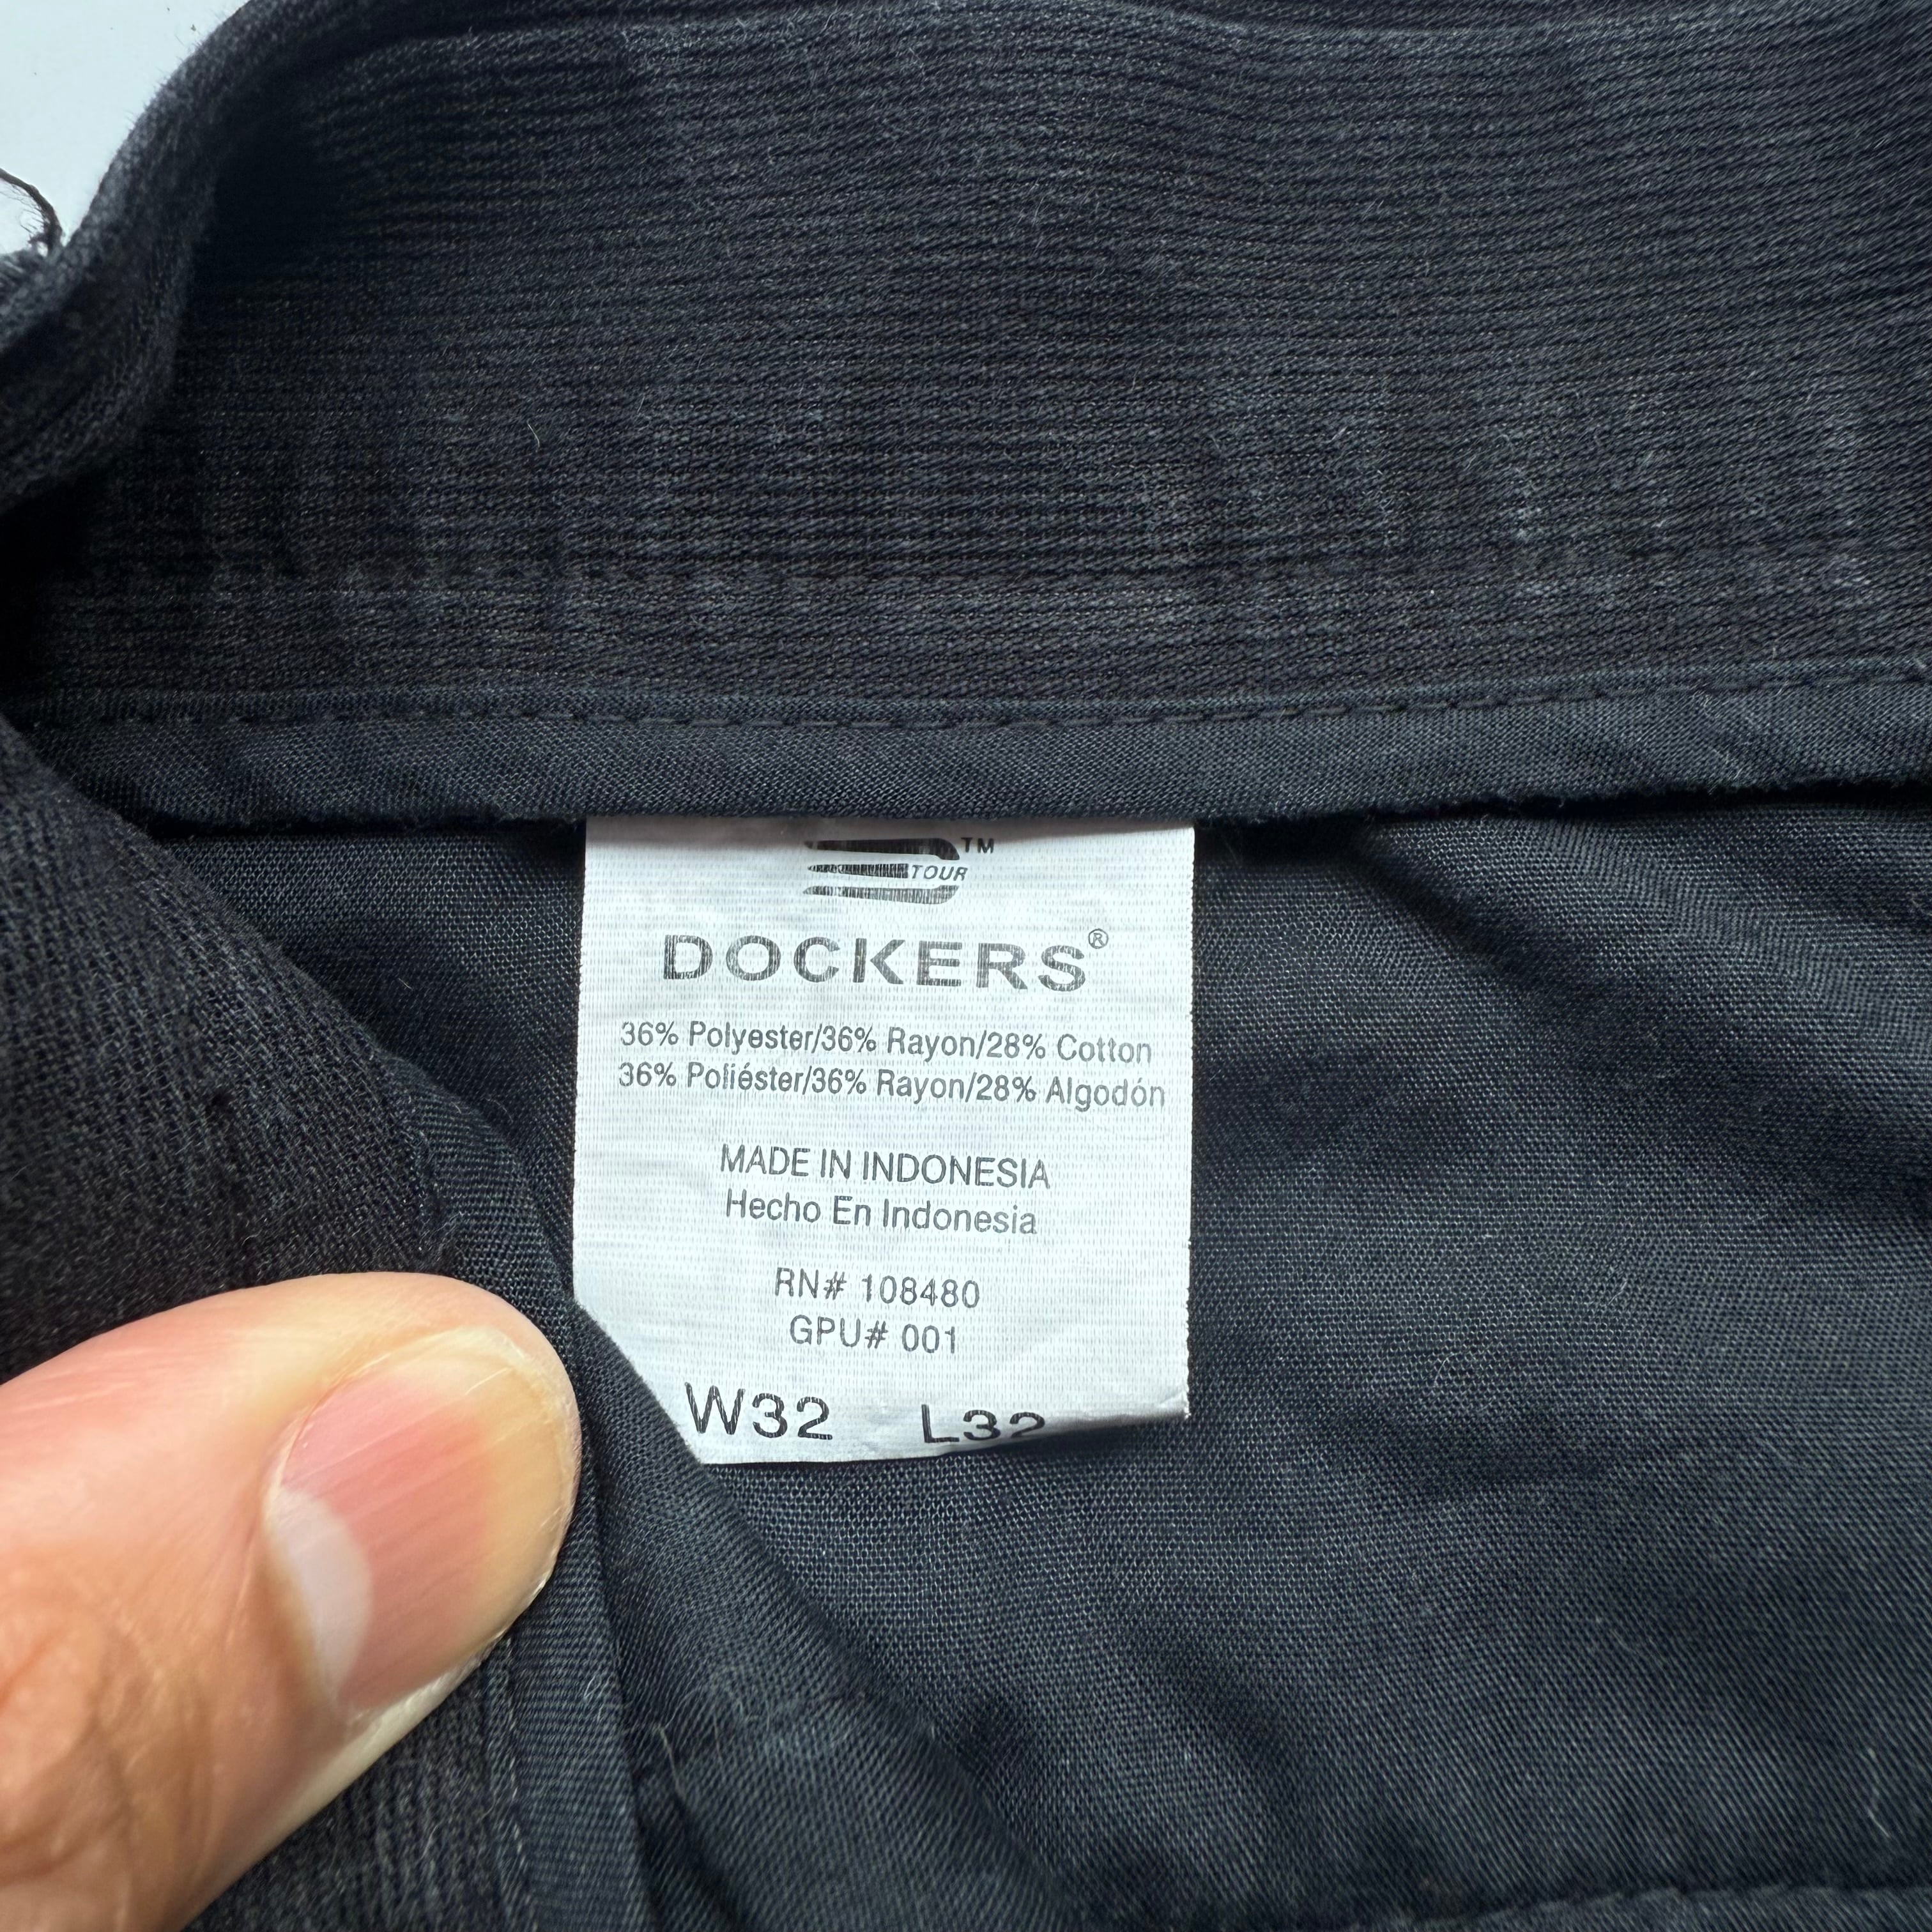 TM
TOUR
DOCKERS®
36% Polyester/36% Rayon/28% Cotton
36% Poliéster/36% Rayon/28% Algodón
MADE IN INDONESIA
Hecho En Indonesia
RN# 108480
GPU# 001
W32 L32